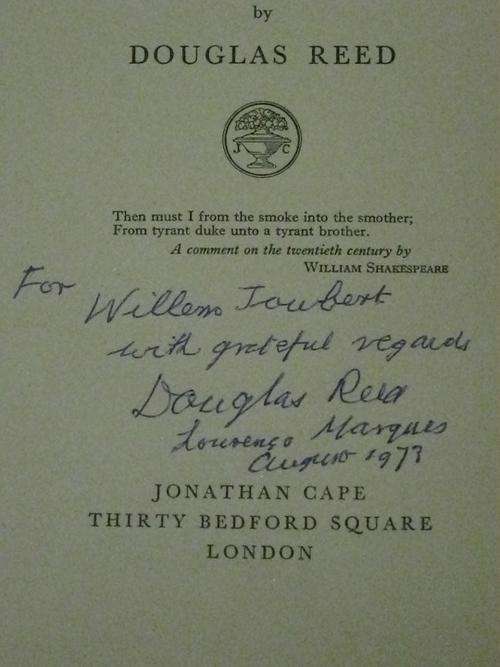 by
DOUGLAS REED
J C
Then must I from the smoke into the smother;
From tyrant duke unto a tyrant brother.
A comment on the twentieth century by
WILLIAM SHAKESPEARE
For
Willem Joubert
with grateful regards
Douglas Reed
Lourenço Marques
August 1973
JONATHAN CAPE
THIRTY BEDFORD SQUARE
LONDON